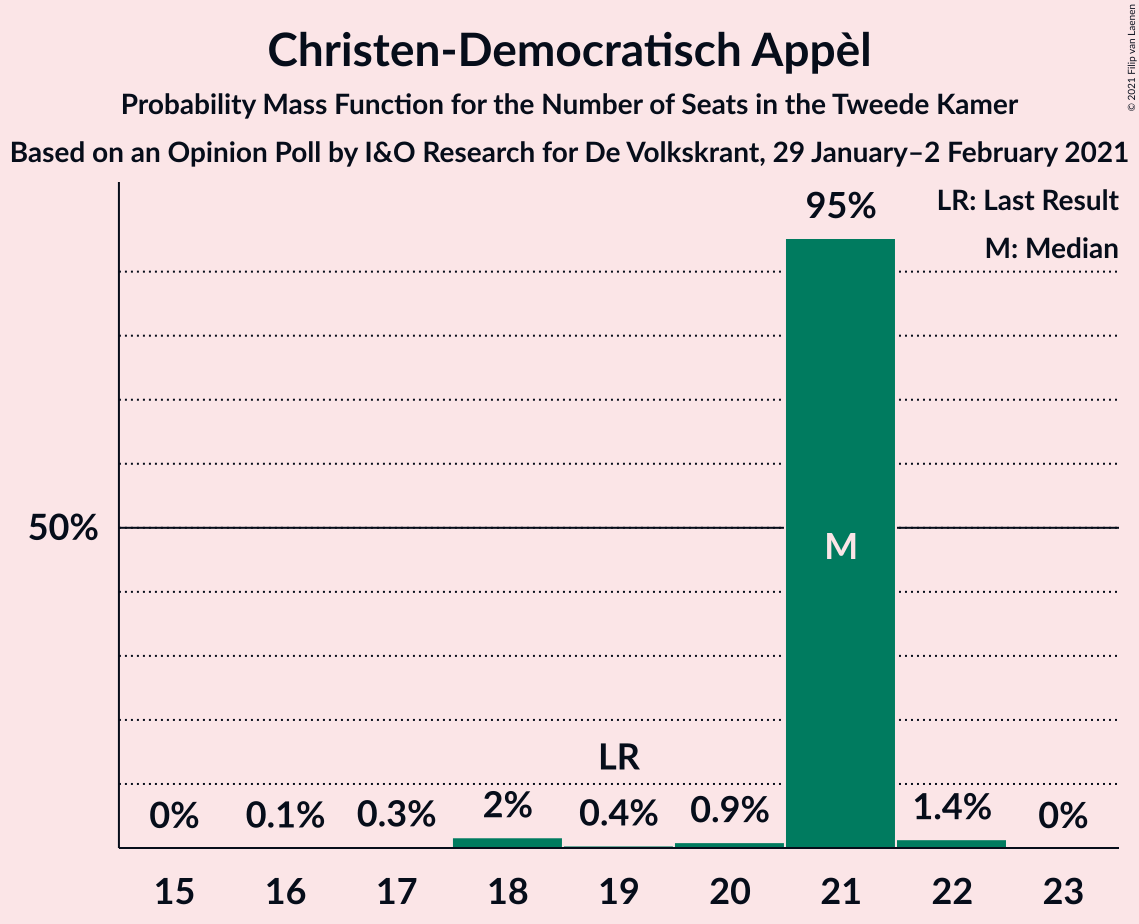 Christen-Democratisch Appèl
Probability Mass Function for the Number of Seats in the Tweede Kamer
Based on an Opinion Poll by I&O Research for De Volkskrant, 29 January–2 February 2021
© 2021 Filip van Laenen
LR: Last Result
M: Median
95%
50%
M
LR
0%
0.1%
0.3%
2%
0.4%
0.9%
1.4%
0%
15 16 17 18 19 20 21 22 23